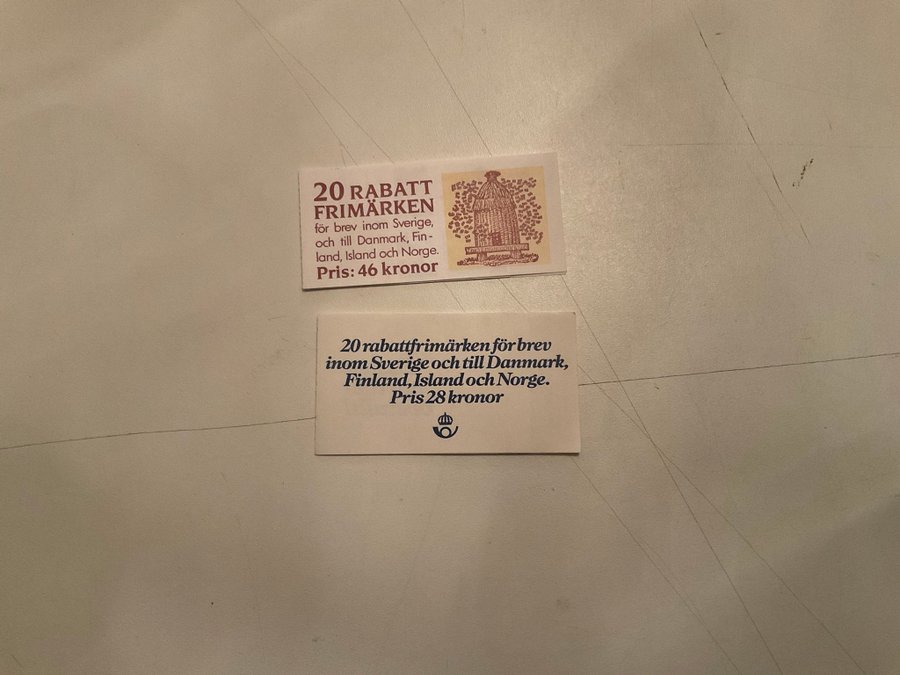 20 RABATT
FRIMÄRKEN
för brev inom Sverige,
och till Danmark, Fin-
land, Island och Norge.
Pris: 46 kronor
20 rabattfrimärken för brev
inom Sverige och till Danmark,
Finland, Island och Norge.
Pris 28 kronor